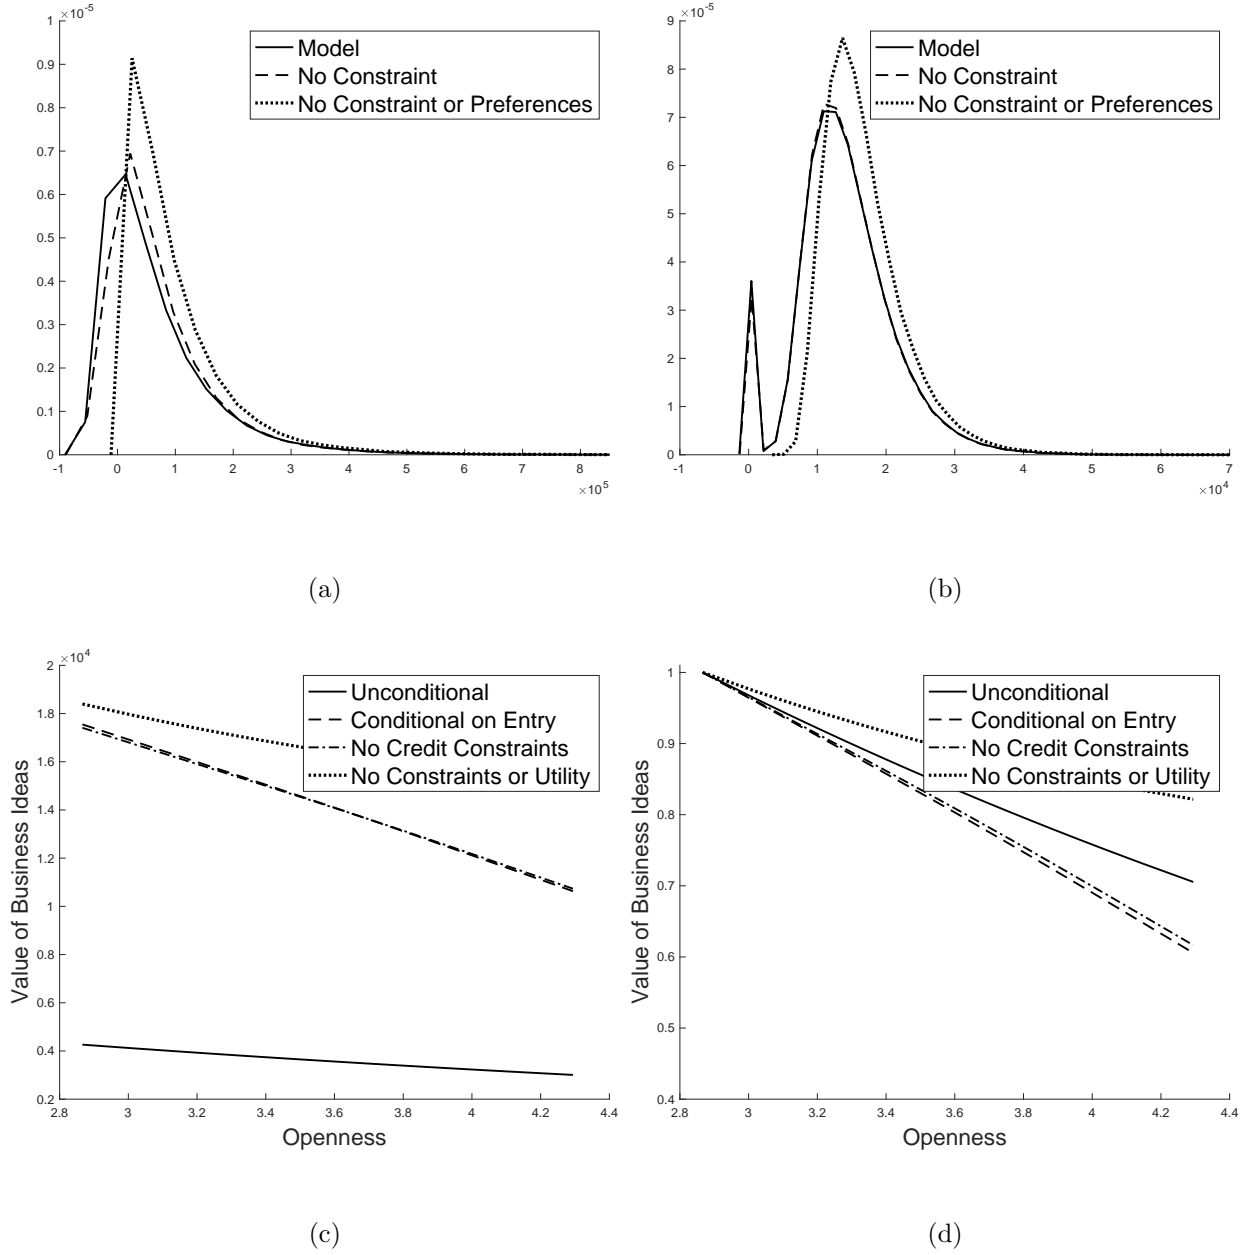 ×10⁻⁵
1
0.9
0.8
0.7
0.6
0.5
0.4
0.3
0.2
0.1
0
-1 0 1 2 3 4 5 6 7 8
×10⁵
Model
No Constraint
No Constraint or Preferences
(a)
×10⁻⁵
9
8
7
6
5
4
3
2
1
0
-1 0 1 2 3 4 5 6 7
×10⁴
Model
No Constraint
No Constraint or Preferences
(b)
×10⁴
2
1.8
1.6
1.4
1.2
1
0.8
0.6
0.4
0.2
2.8 3 3.2 3.4 3.6 3.8 4 4.2 4.4
Openness
Value of Business Ideas
Unconditional
Conditional on Entry
No Credit Constraints
No Constraints or Utility
(c)
1
0.9
0.8
0.7
0.6
0.5
0.4
2.8 3 3.2 3.4 3.6 3.8 4 4.2 4.4
Openness
Value of Business Ideas
Unconditional
Conditional on Entry
No Credit Constraints
No Constraints or Utility
(d)